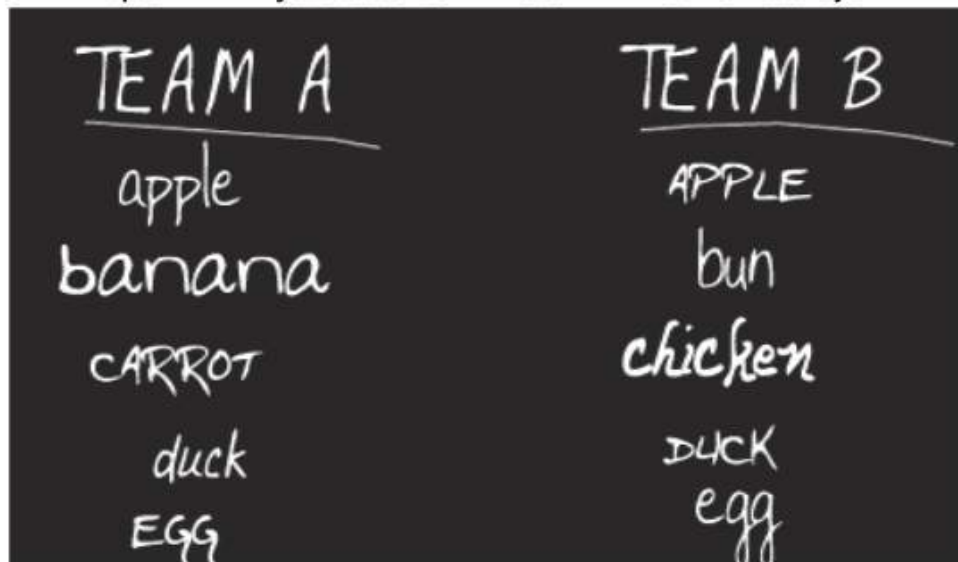 TEAM A
apple
banana
CARROT
duck
EGG
TEAM B
APPLE
bun
chicken
DUCK
egg